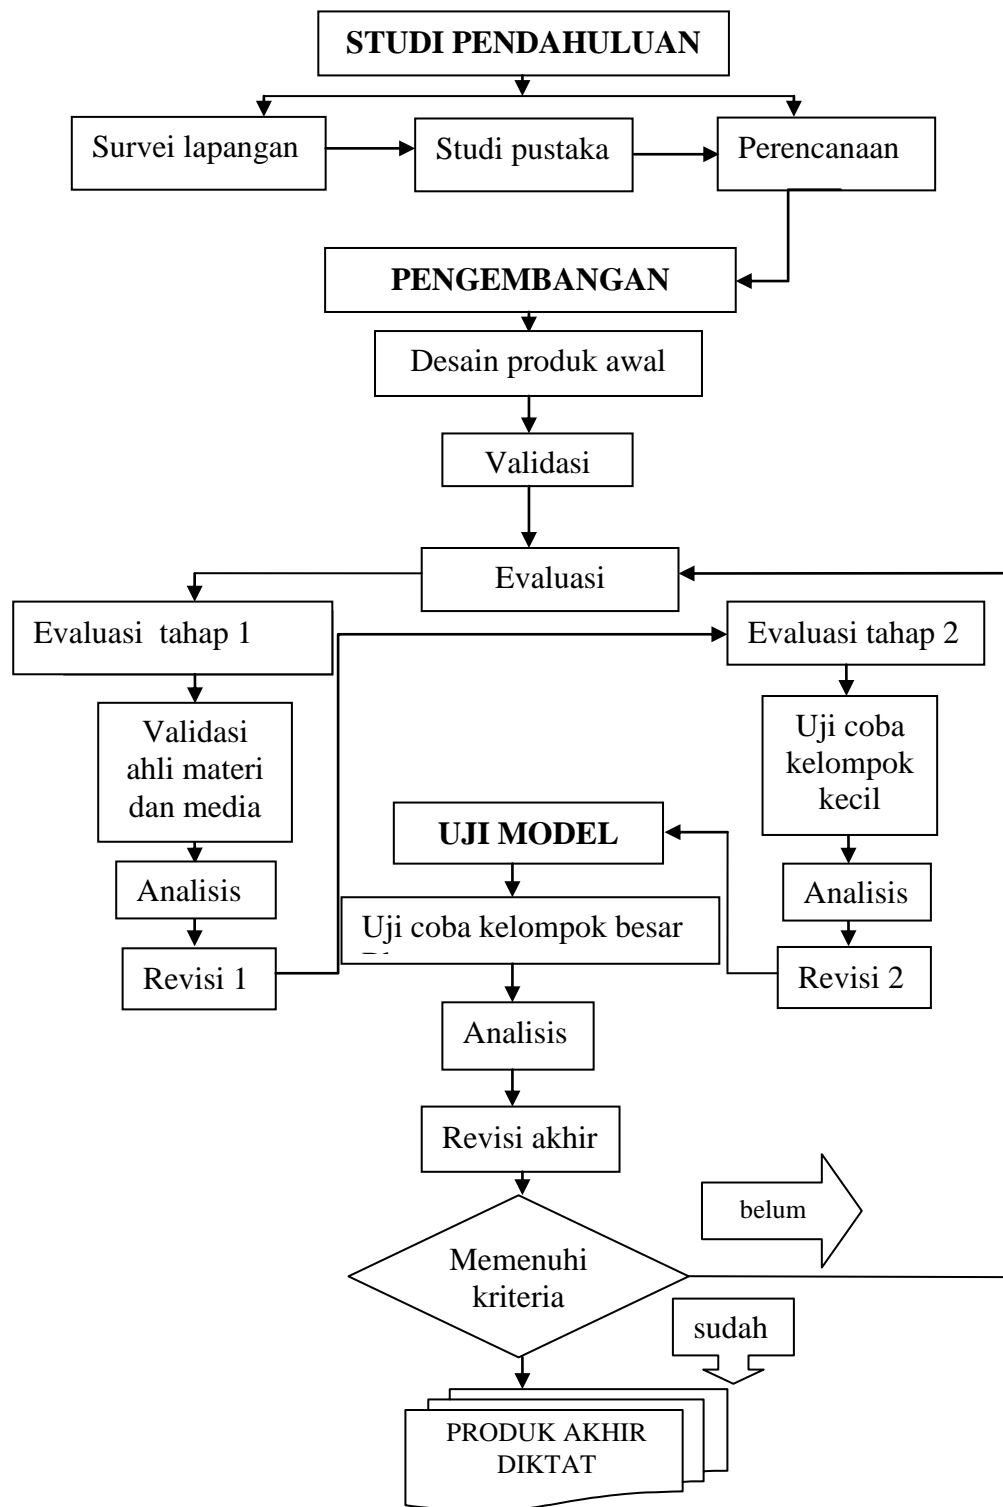 STUDI PENDAHULUAN
Survei lapangan
Studi pustaka
Perencanaan
PENGEMBANGAN
Desain produk awal
Validasi
Evaluasi
Evaluasi tahap 1
Evaluasi tahap 2
Validasi
ahli materi
dan media
Uji coba
kelompok
kecil
UJI MODEL
Analisis
Analisis
Uji coba kelompok besar
Revisi 1
Revisi 2
Analisis
Revisi akhir
belum
Memenuhi
kriteria
sudah
PRODUK AKHIR
DIKTAT